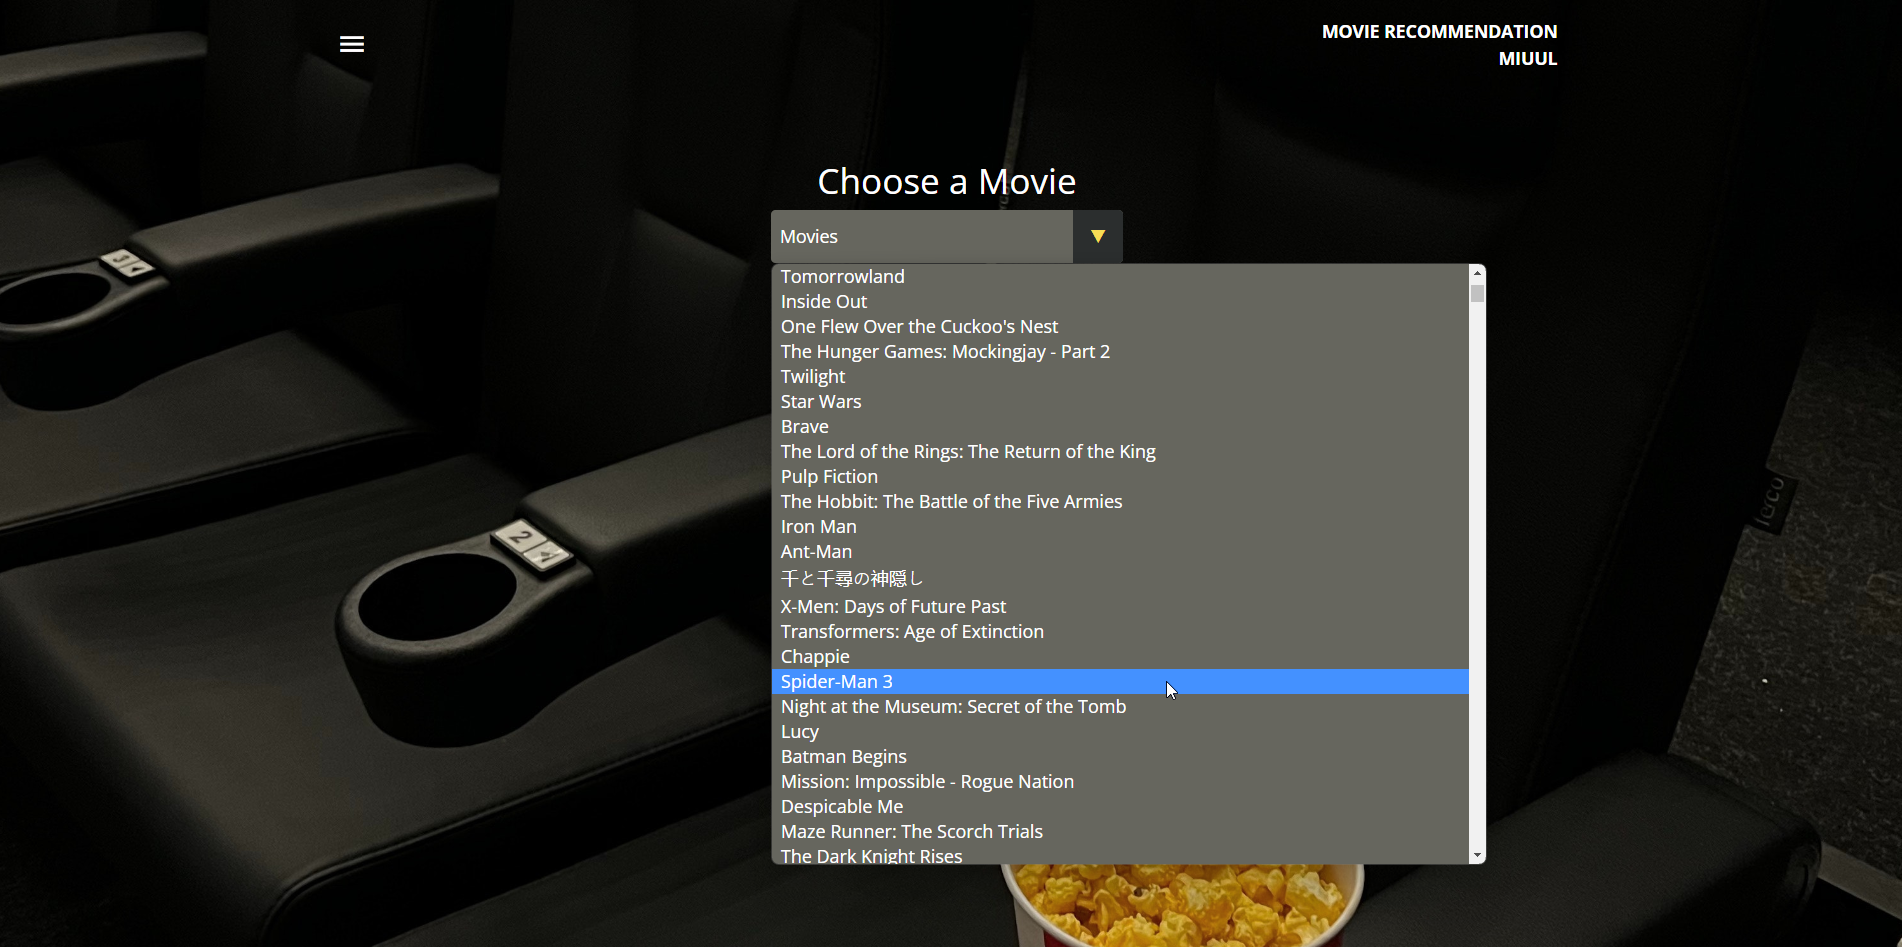 MOVIE RECOMMENDATION
MIUUL
Choose a Movie
Movies
Tomorrowland
Inside Out
One Flew Over the Cuckoo's Nest
The Hunger Games: Mockingjay - Part 2
Twilight
Star Wars
Brave
The Lord of the Rings: The Return of the King
Pulp Fiction
The Hobbit: The Battle of the Five Armies
Iron Man
Ant-Man
千と千尋の神隠し
X-Men: Days of Future Past
Transformers: Age of Extinction
Chappie
Spider-Man 3
Night at the Museum: Secret of the Tomb
Lucy
Batman Begins
Mission: Impossible - Rogue Nation
Despicable Me
Maze Runner: The Scorch Trials
The Dark Knight Rises
3 4
2
ferco